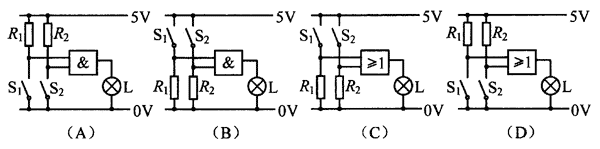 5V 5V 5V 5V
R₁ R₂ S₁ S₂ S₁ S₂ R₁ R₂
& & ≥1 ≥1
S₁ S₂ L R₁ R₂ L R₁ R₂ L S₁ S₂ L
0V 0V 0V 0V
（A） （B） （C） （D）